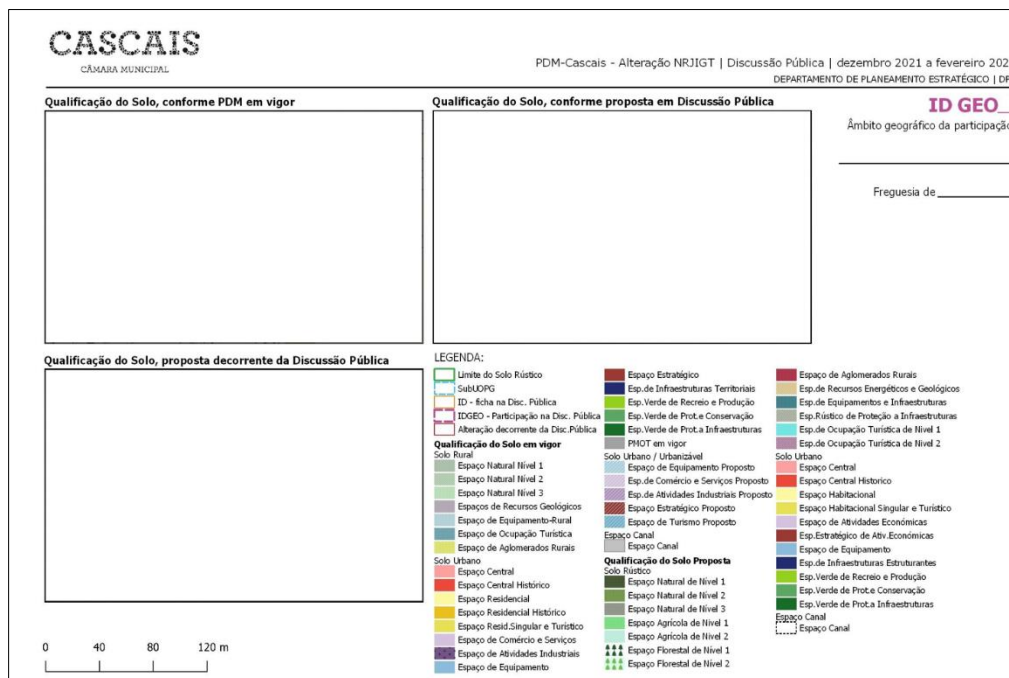 CASCAIS
CÂMARA MUNICIPAL
PDM-Cascais - Alteração NRJIGT | Discussão Pública | dezembro 2021 a fevereiro 202
DEPARTAMENTO DE PLANEAMENTO ESTRATÉGICO |
Qualificação do Solo, conforme PDM em vigor
Qualificação do Solo, conforme proposta em Discussão Pública
ID GEO_
Âmbito geográfico da participação
Freguesia de
Qualificação do Solo, proposta decorrente da Discussão Pública
0 40 80 120 m
LEGENDA:
Limite do Solo Rústico
SubUOPG
ID - ficha na Disc. Pública
IDGEO - Participação na Disc. Pública
Alteração decorrente da Disc.Pública
Qualificação do Solo em vigor
Solo Rural
Espaço Natural Nível 1
Espaço Natural Nível 2
Espaço Natural Nível 3
Espaços de Recursos Geológicos
Espaço de Equipamento-Rural
Espaço de Ocupação Turística
Espaço de Aglomerados Rurais
Solo Urbano
Espaço Central
Espaço Central Histórico
Espaço Residencial
Espaço Residencial Histórico
Espaço Resid.Singular e Turístico
Espaço de Comércio e Serviços
Espaço de Atividades Industriais
Espaço de Equipamento
Espaço Estratégico
Esp.de Infraestruturas Territoriais
Esp.Verde de Recreio e Produção
Esp.Verde de Prot.e Conservação
Esp.Verde de Prot.a Infraestruturas
PMOT em vigor
Solo Urbano / Urbanizável
Espaço de Equipamento Proposto
Esp.de Comércio e Serviços Proposto
Esp.de Atividades Industriais Proposto
Espaço Estratégico Proposto
Espaço de Turismo Proposto
Espaço Canal
Espaço Canal
Qualificação do Solo Proposta
Solo Rústico
Espaço Natural de Nível 1
Espaço Natural de Nível 2
Espaço Natural de Nível 3
Espaço Agrícola de Nível 1
Espaço Agrícola de Nível 2
Espaço Florestal de Nível 1
Espaço Florestal de Nível 2
Espaço de Aglomerados Rurais
Esp.de Recursos Energéticos e Geológicos
Esp.de Equipamentos e Infraestruturas
Esp.Rústico de Proteção a Infraestruturas
Esp.de Ocupação Turística de Nível 1
Esp.de Ocupação Turística de Nível 2
Solo Urbano
Espaço Central
Espaço Central Historico
Espaço Habitacional
Espaço Habitacional Singular e Turístico
Espaço de Atividades Económicas
Esp.Estratégico de Ativ.Económicas
Espaço de Equipamento
Esp.de Infraestruturas Estruturantes
Esp.Verde de Recreio e Produção
Esp.Verde de Prot.e Conservação
Esp.Verde de Prot.a Infraestruturas
Espaço Canal
Espaço Canal